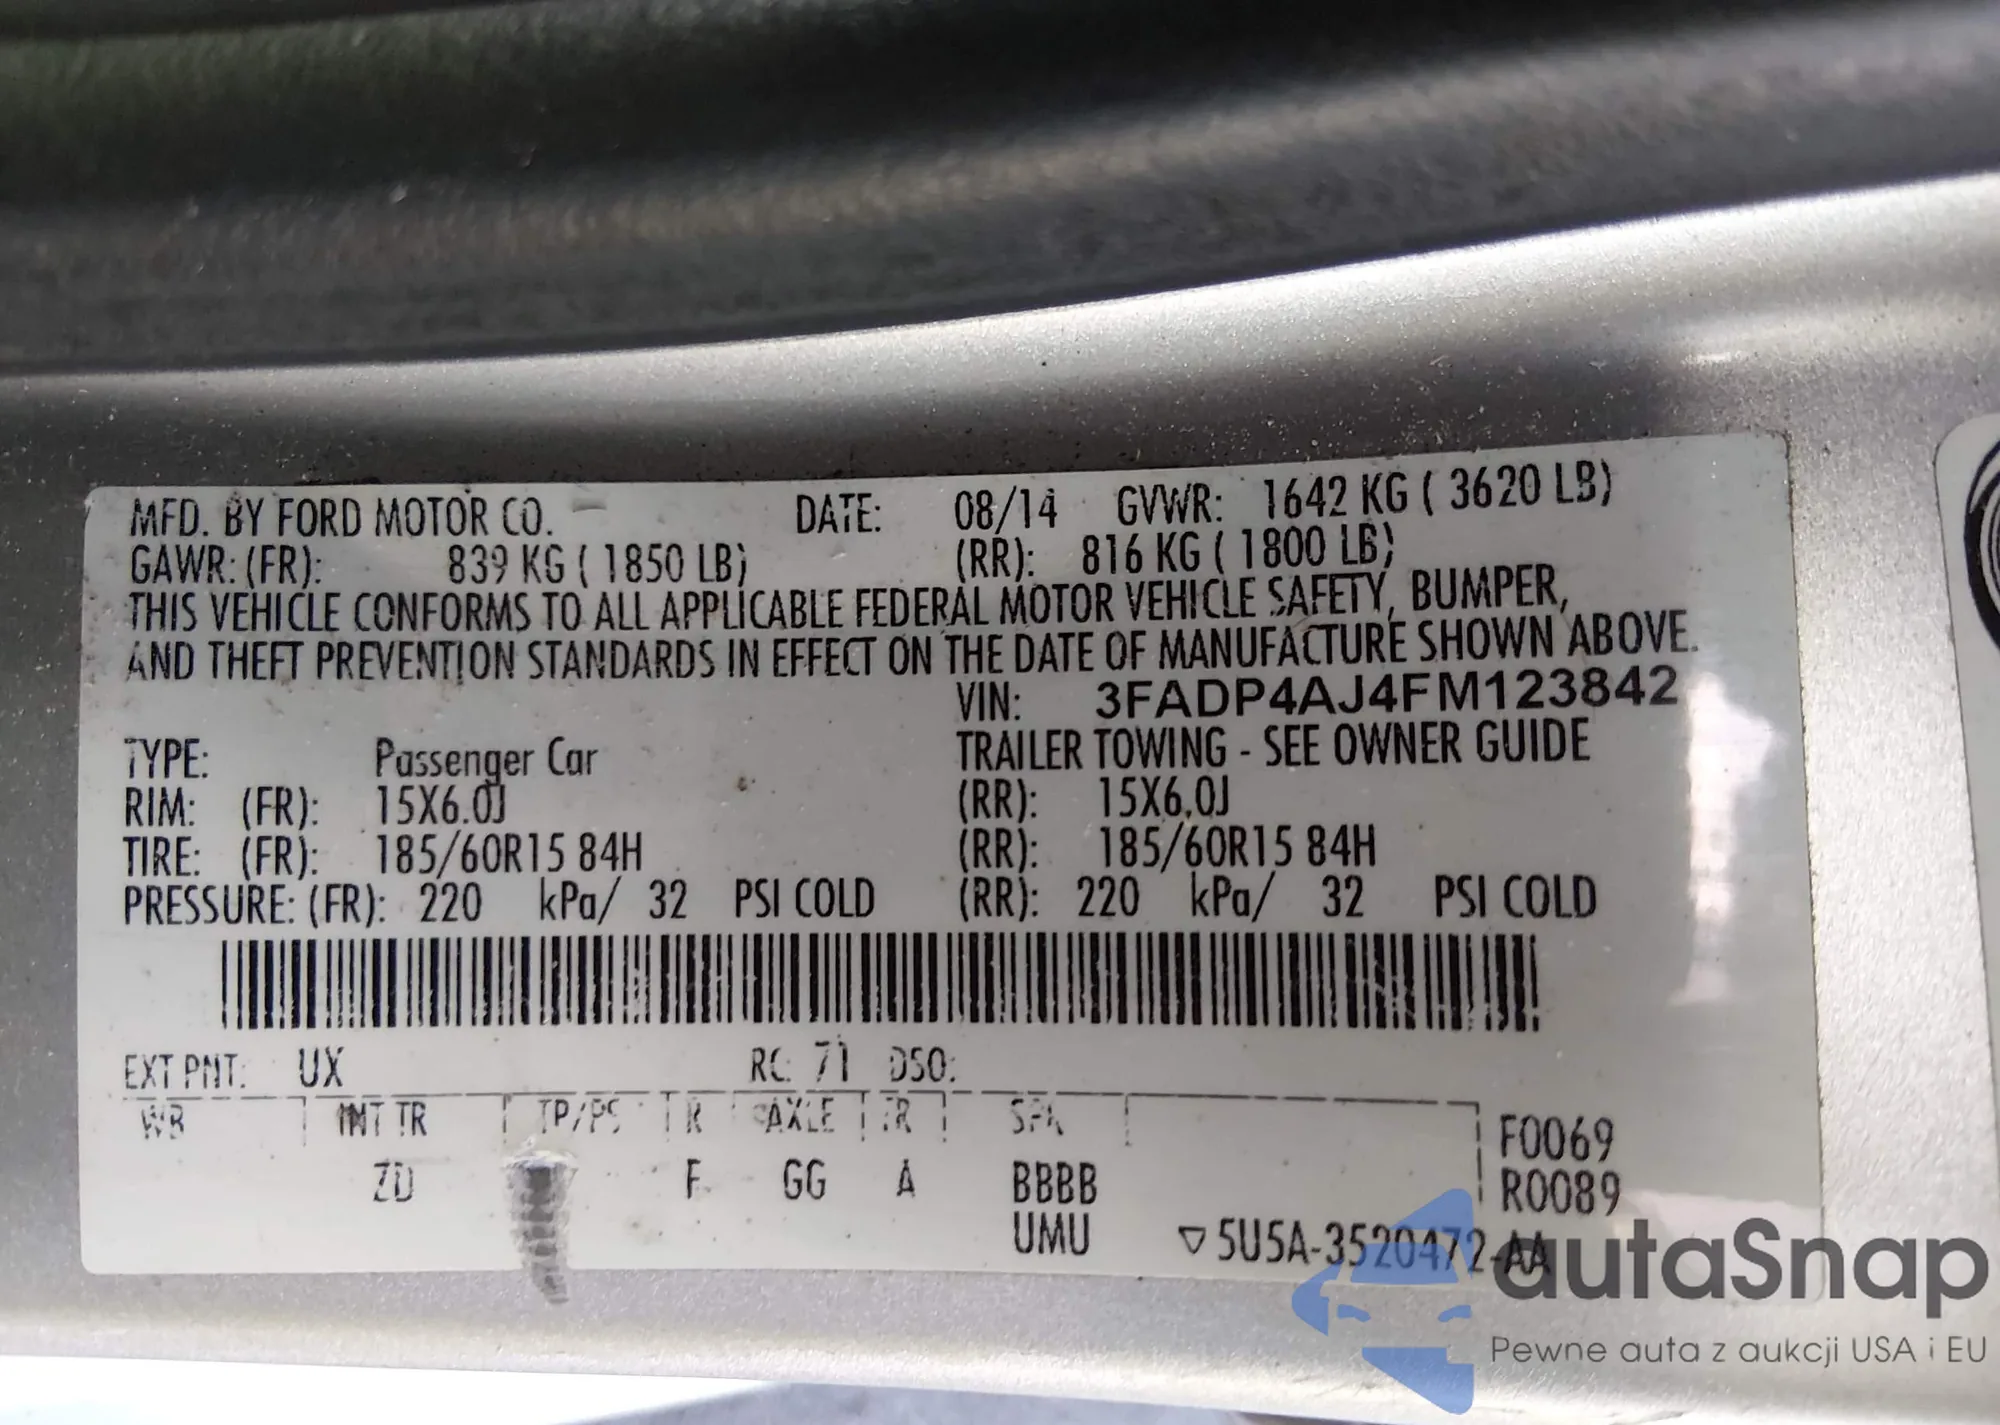 MFD. BY FORD MOTOR CO. DATE: 08/14 GVWR: 1642 KG ( 3620 LB)
GAWR: (FR): 839 KG ( 1850 LB) (RR): 816 KG ( 1800 LB)
THIS VEHICLE CONFORMS TO ALL APPLICABLE FEDERAL MOTOR VEHICLE SAFETY, BUMPER,
AND THEFT PREVENTION STANDARDS IN EFFECT ON THE DATE OF MANUFACTURE SHOWN ABOVE.
VIN: 3FADP4AJ4FM123842
TYPE: Passenger Car TRAILER TOWING - SEE OWNER GUIDE
RIM: (FR): 15X6.0J (RR): 15X6.0J
TIRE: (FR): 185/60R15 84H (RR): 185/60R15 84H
PRESSURE: (FR): 220 kPa/ 32 PSI COLD (RR): 220 kPa/ 32 PSI COLD
EXT PNT: UX RC: 71 DSO:
WB INT TR TP/PS R AXLE TR SPR F0069
ZD F GG A BBBB R0089
UMU ▽ 5U5A-3520472-AA
autaSnap
Pewne auta z aukcji USA i EU